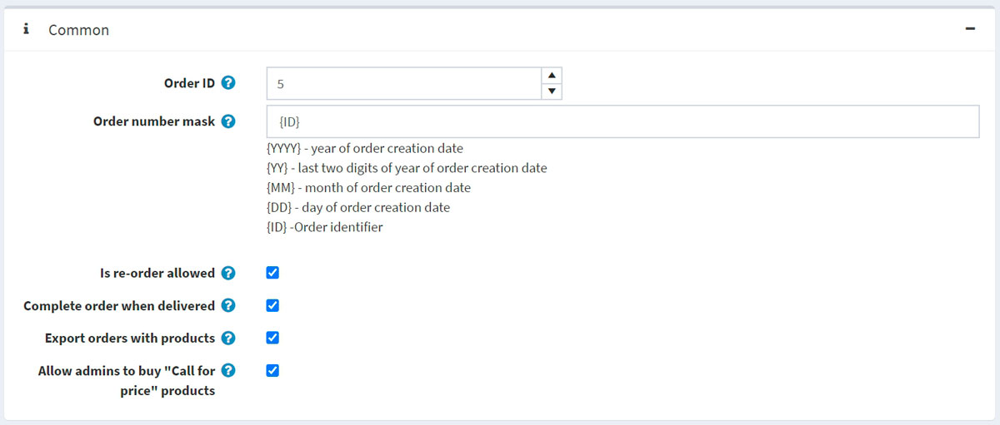 Common
Order ID
5
Order number mask
{ID}
{YYYY} - year of order creation date
{YY} - last two digits of year of order creation date
{MM} - month of order creation date
{DD} - day of order creation date
{ID} -Order identifier
Is re-order allowed
Complete order when delivered
Export orders with products
Allow admins to buy "Call for
price" products